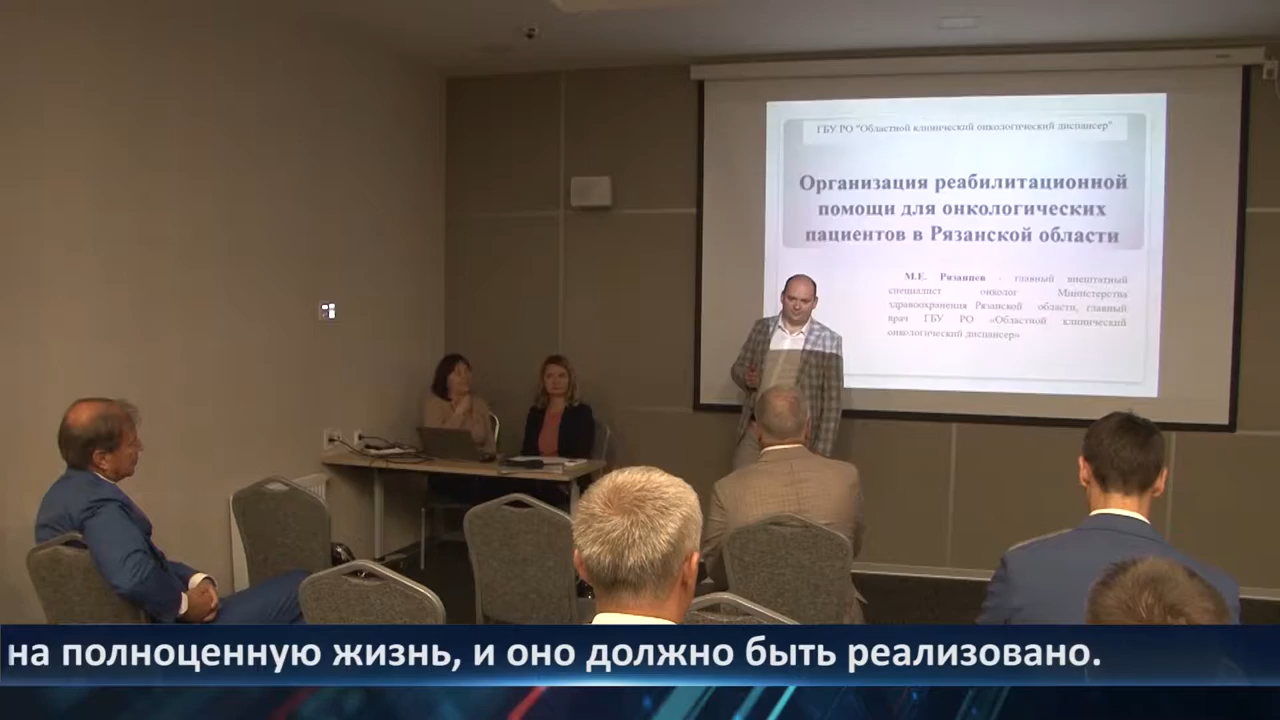 ГБУ РО "Областной клинический онкологический диспансер"
Организация реабилитационной
помощи для онкологических
пациентов в Рязанской области
М.Е. Рязанцев - главный внештатный
специалист онколог Министерства
здравоохранения Рязанской области, главный
врач ГБУ РО «Областной клинический
онкологический диспансер»
на полноценную жизнь, и оно должно быть реализовано.